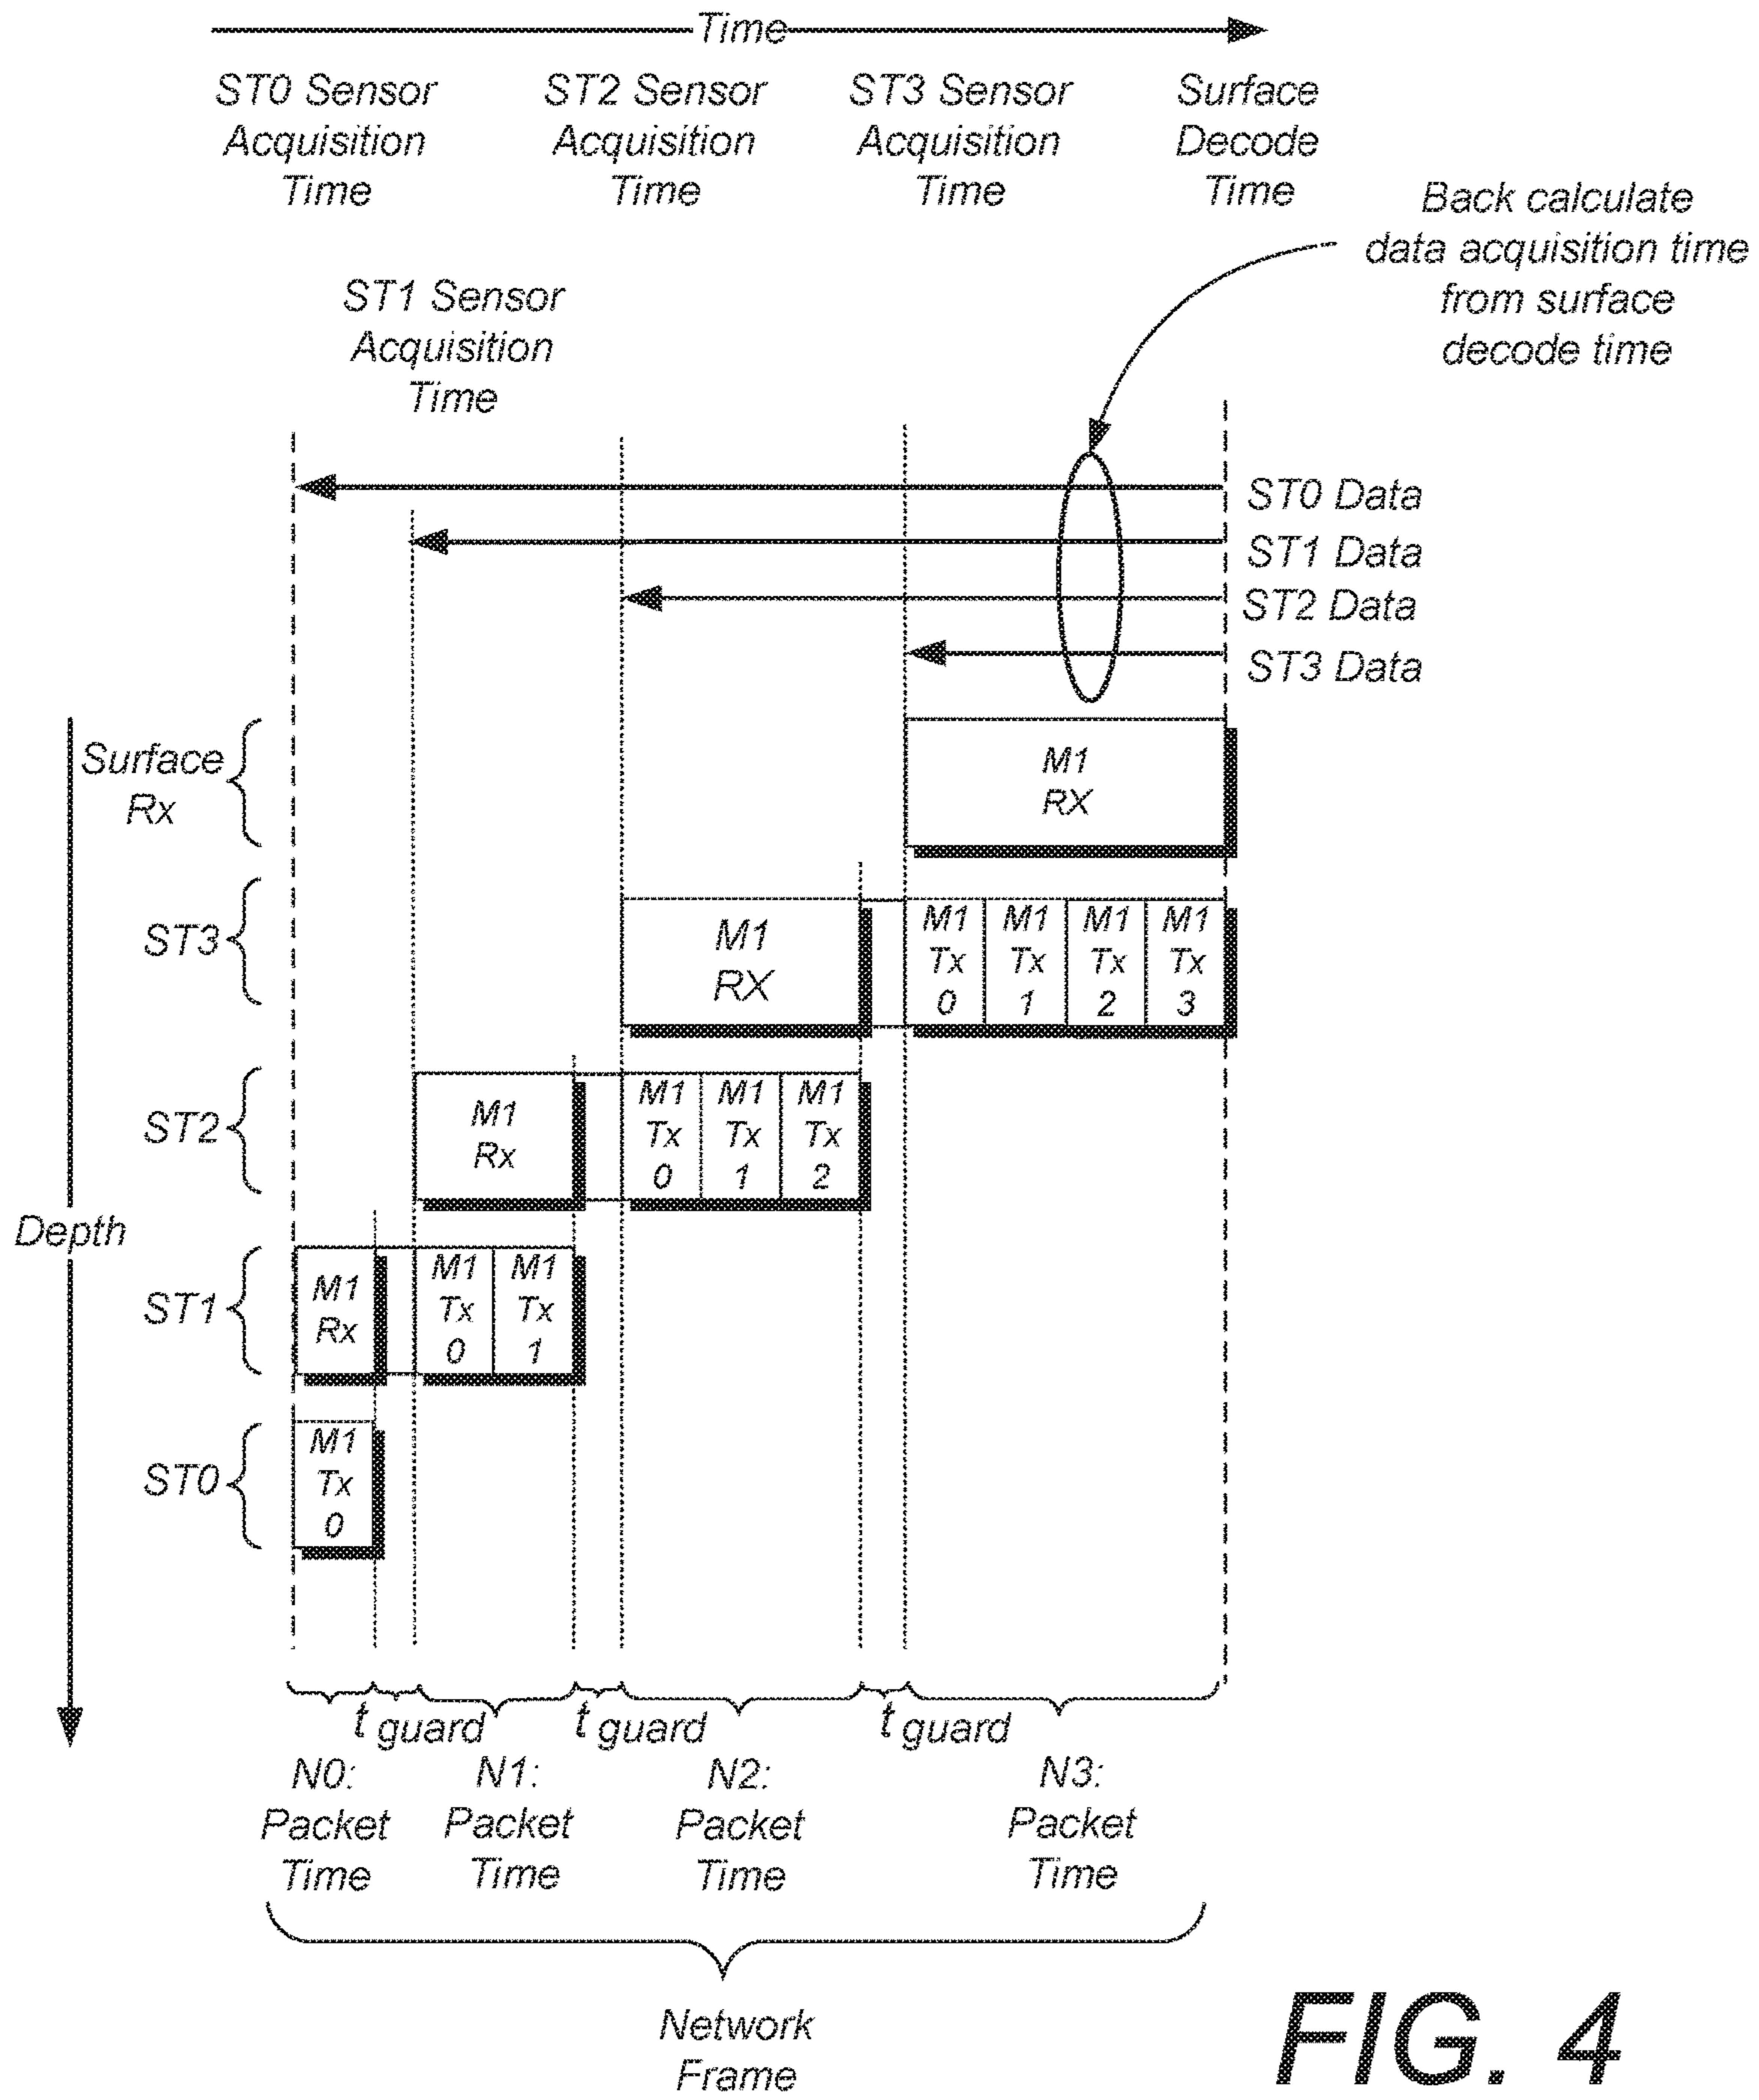 Time
ST0 Sensor
Acquisition
Time
ST2 Sensor
Acquisition
Time
ST3 Sensor
Acquisition
Time
Surface
Decode
Time
Back calculate
data acquisition time
from surface
decode time
ST1 Sensor
Acquisition
Time
ST0 Data
ST1 Data
ST2 Data
ST3 Data
Surface
Rx
M1
RX
ST3
M1
RX
M1
Tx
0
M1
Tx
1
M1
Tx
2
M1
Tx
3
ST2
M1
Rx
M1
Tx
0
M1
Tx
1
M1
Tx
2
Depth
ST1
M1
Rx
M1
Tx
0
M1
Tx
1
ST0
M1
Tx
0
t guard
t guard
t guard
N0:
Packet
Time
N1:
Packet
Time
N2:
Packet
Time
N3:
Packet
Time
Network
Frame
FIG. 4